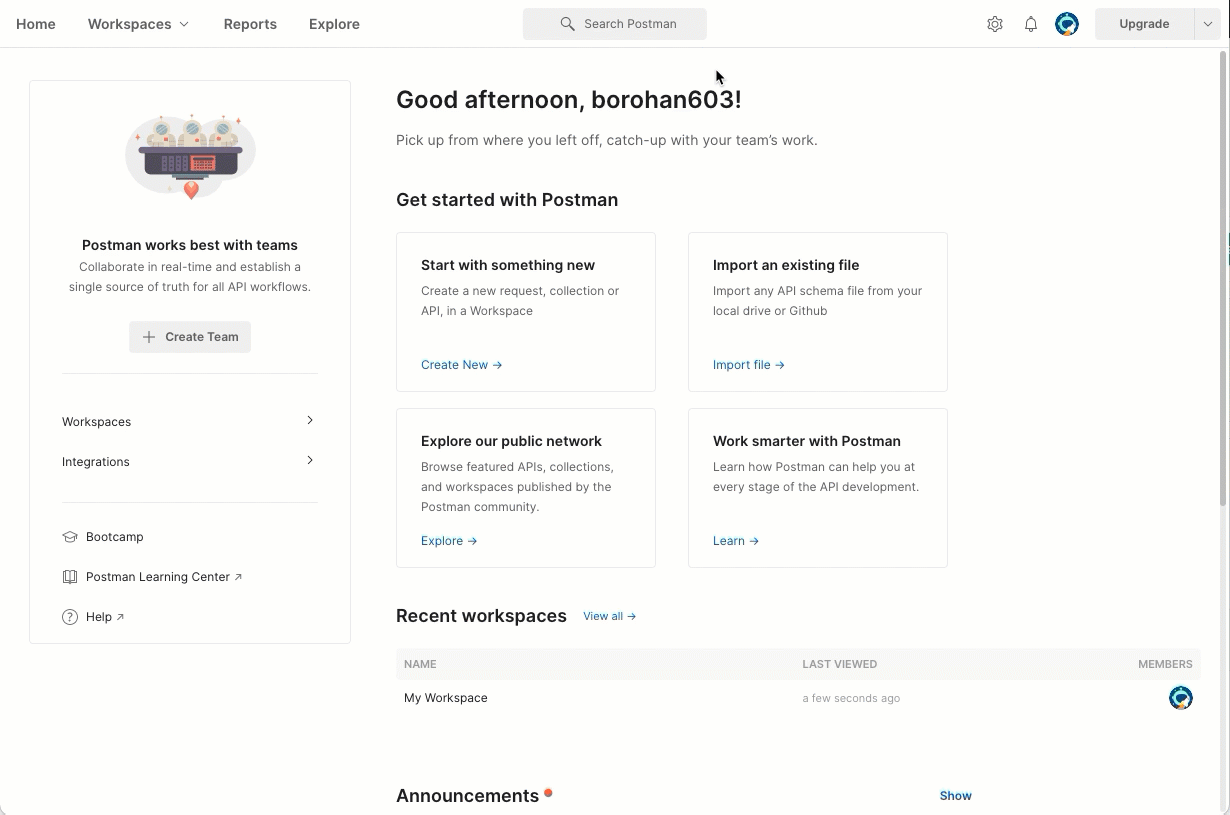 Home
Workspaces
Reports
Explore
Search Postman
Upgrade
Postman works best with teams
Collaborate in real-time and establish a
single source of truth for all API workflows.
Create Team
Workspaces
Integrations
Bootcamp
Postman Learning Center ↗
Help ↗
Good afternoon, borohan603!
Pick up from where you left off, catch-up with your team's work.
Get started with Postman
Start with something new
Create a new request, collection or
API, in a Workspace
Create New →
Import an existing file
Import any API schema file from your
local drive or Github
Import file →
Explore our public network
Browse featured APIs, collections,
and workspaces published by the
Postman community.
Explore →
Work smarter with Postman
Learn how Postman can help you at
every stage of the API development.
Learn →
Recent workspaces View all →
NAME LAST VIEWED MEMBERS
My Workspace a few seconds ago
Announcements Show